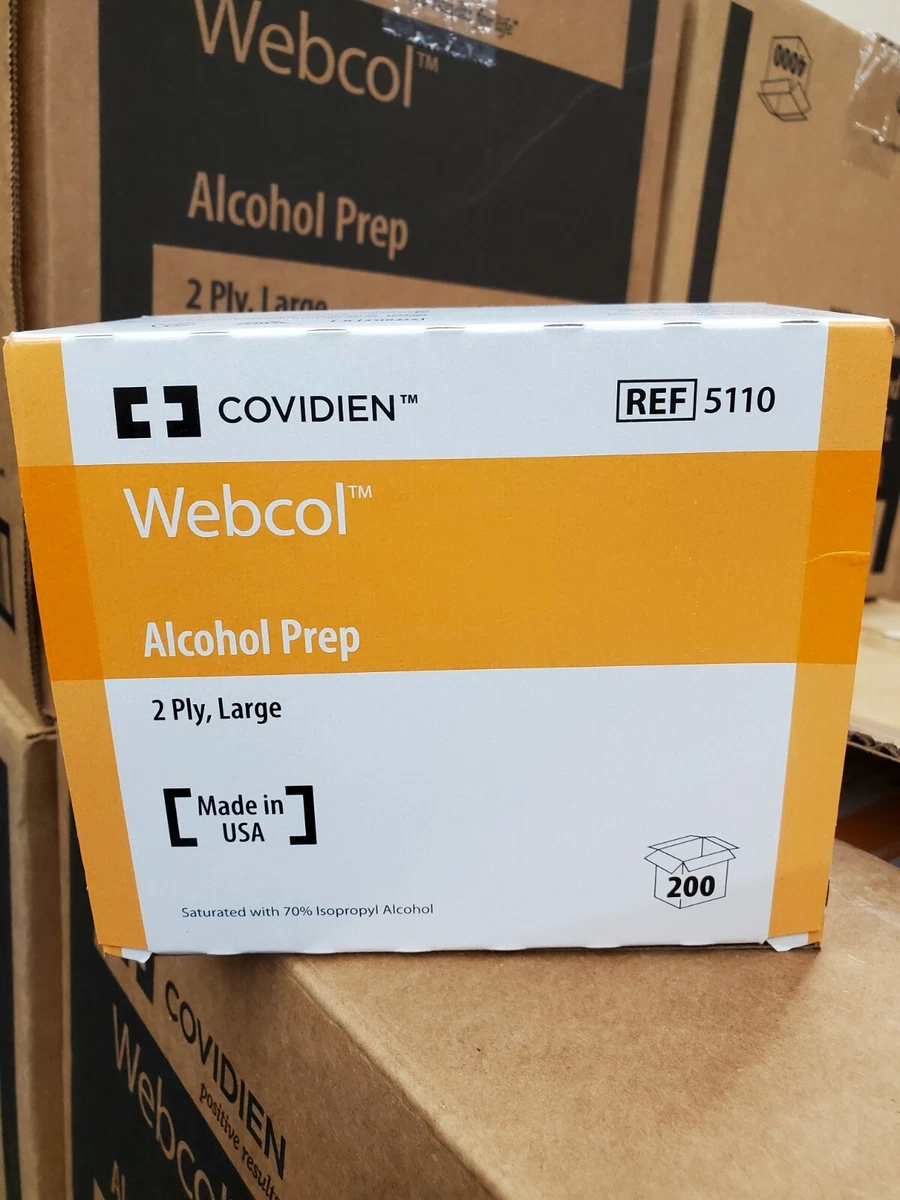 Webcol™
Alcohol Prep
2 Ply, Large
4000
COVIDIEN™
REF 5110
Webcol™
Alcohol Prep
2 Ply, Large
[Made in
USA]
200
Saturated with 70% Isopropyl Alcohol
COVIDIEN
positive results
Webcol